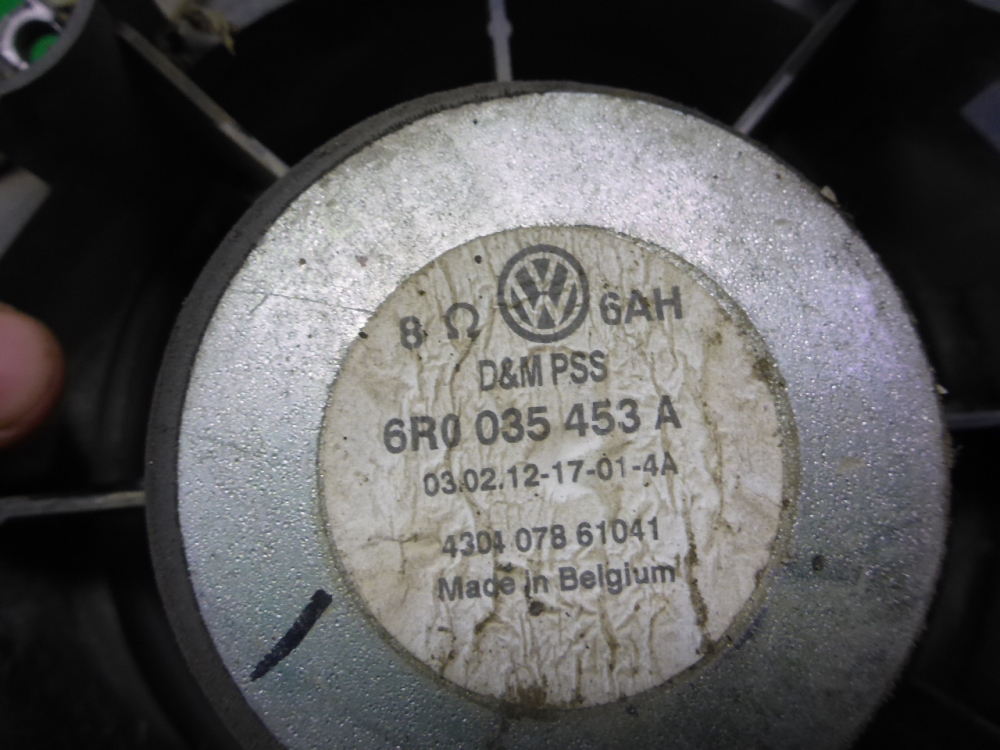 8 Ω 6AH
D&M PSS
6R0 035 453 A
03.02.12-17-01-4A
4304 078 61041
Made in Belgium